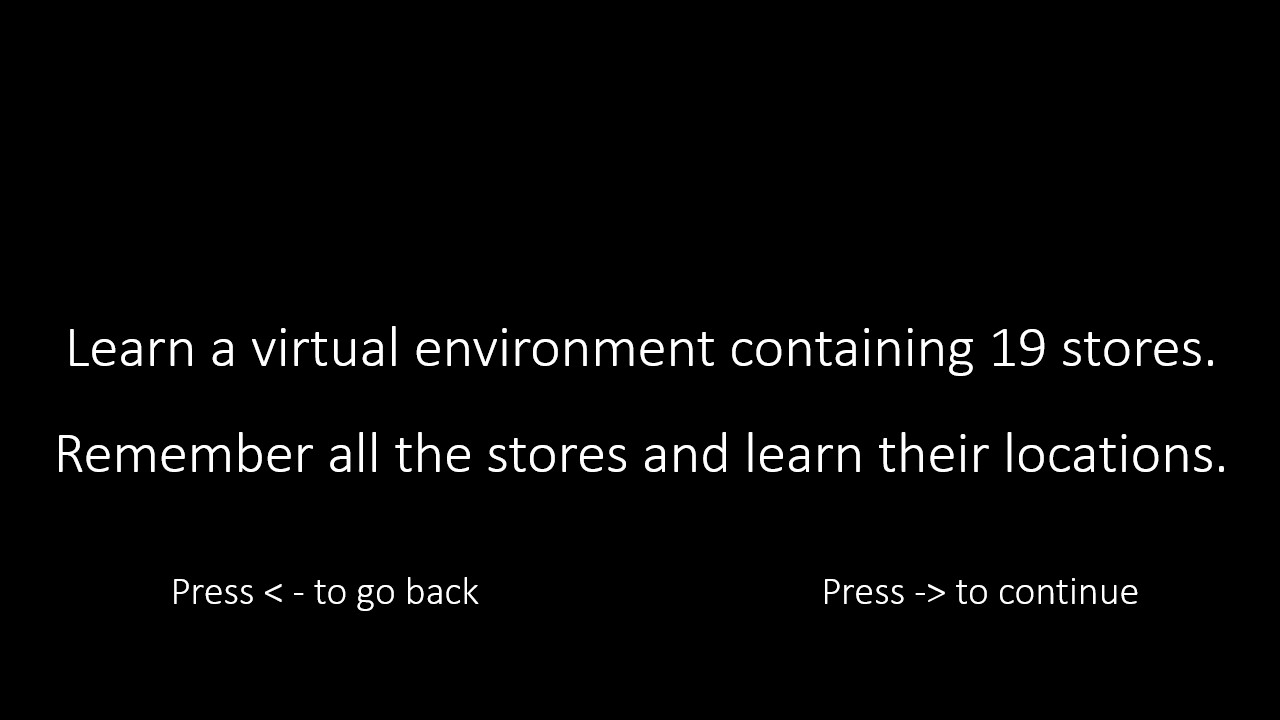 Learn a virtual environment containing 19 stores.
Remember all the stores and learn their locations.
Press < - to go back
Press -> to continue